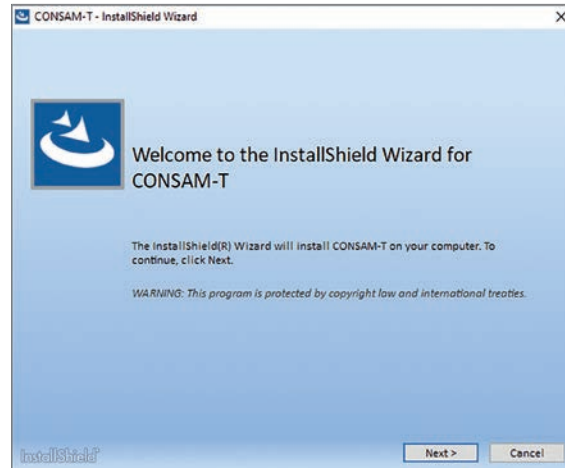 CONSAM-T - InstallShield Wizard
Welcome to the InstallShield Wizard for
CONSAM-T
The InstallShield(R) Wizard will install CONSAM-T on your computer. To
continue, click Next.
WARNING: This program is protected by copyright law and international treaties.
InstallShield®
Next >
Cancel